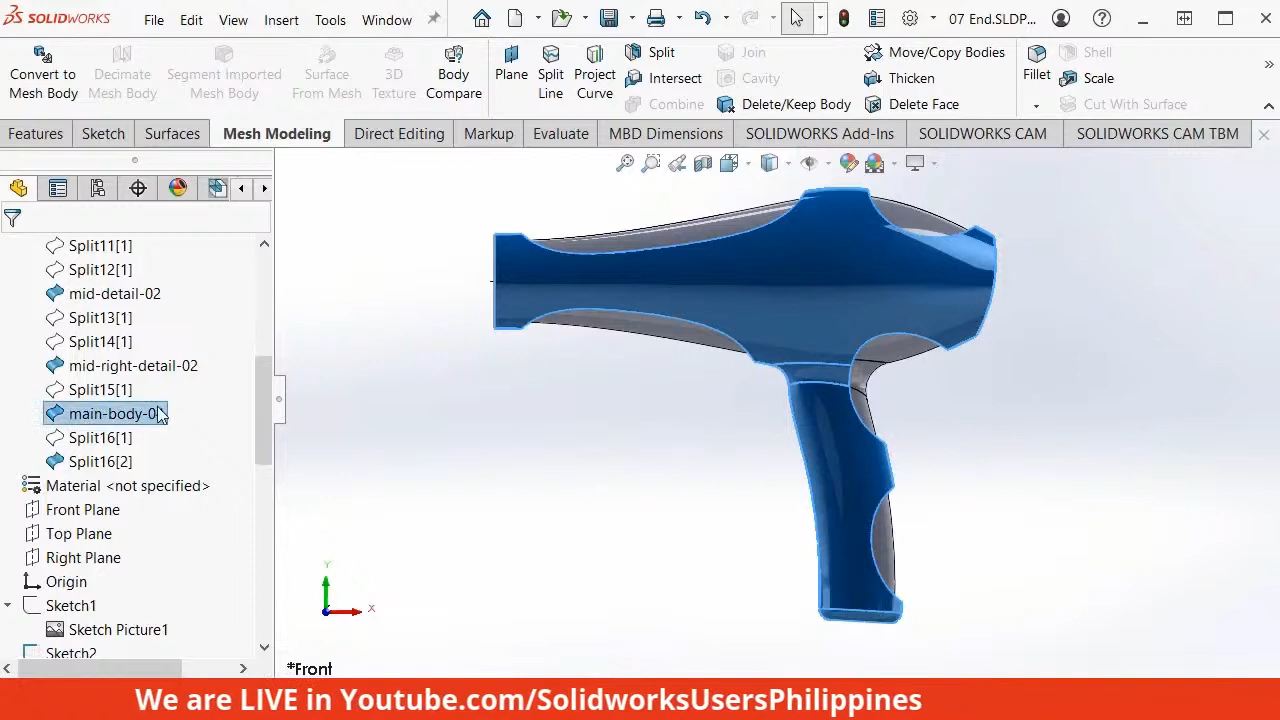 SOLIDWORKS File Edit View Insert Tools Window 07 End.SLDP...
Convert to Mesh Body Decimate Mesh Body Segment Imported Mesh Body Surface From Mesh 3D Texture Body Compare Plane Split Line Project Curve Split Join Move/Copy Bodies Fillet Shell
Intersect Cavity Thicken Scale
Combine Delete/Keep Body Delete Face Cut With Surface
Features Sketch Surfaces Mesh Modeling Direct Editing Markup Evaluate MBD Dimensions SOLIDWORKS Add-Ins SOLIDWORKS CAM SOLIDWORKS CAM TBM
Split11[1]
Split12[1]
mid-detail-02
Split13[1]
Split14[1]
mid-right-detail-02
Split15[1]
main-body-0
Split16[1]
Split16[2]
Material <not specified>
Front Plane
Top Plane
Right Plane
Origin
Sketch1
Sketch Picture1
Sketch2
Y
X
*Front
We are LIVE in Youtube.com/SolidworksUsersPhilippines